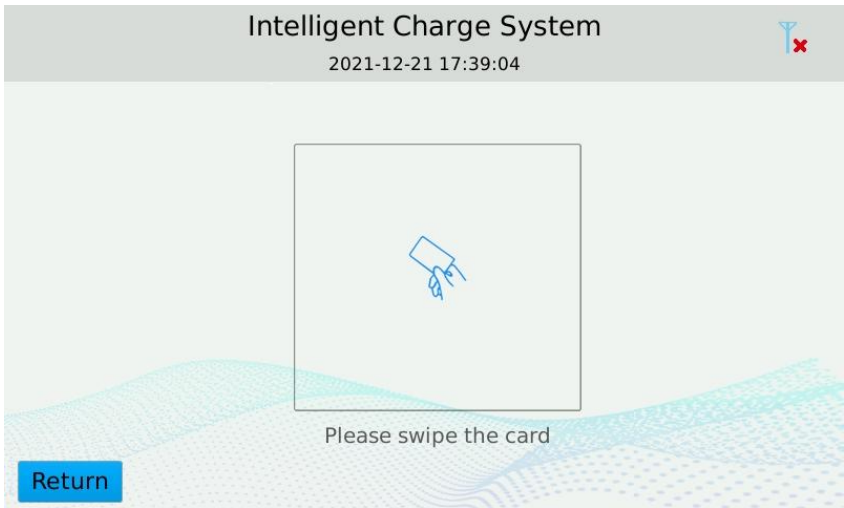 Intelligent Charge System
2021-12-21 17:39:04
Please swipe the card
Return